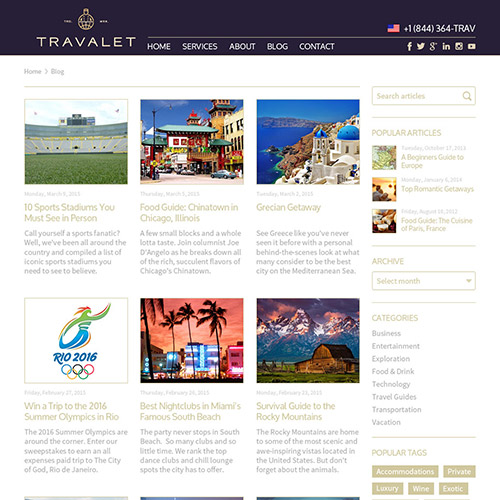 TRAVALET
HOME SERVICES ABOUT BLOG CONTACT
+1 (844) 364-TRAV
Home > Blog
Monday, March 9, 2015
10 Sports Stadiums You
Must See in Person
Call yourself a sports fanatic?
Well, we've been all around the
country and compiled a list of
iconic sports stadiums you
need to see to believe.
Thursday, March 5, 2015
Food Guide: Chinatown in
Chicago, Illinois
A few small blocks and a whole
lotta taste. Join columnist Joe
D'Angelo as he breaks down all
of the rich, succulent flavors of
Chicago's Chinatown.
Tuesday, March 3, 2015
Grecian Getaway
See Greece like you've never
seen it before with a personal
behind-the-scenes look at what
many consider to be the best
city on the Mediterranean Sea.
RIO 2016
Friday, February 27, 2015
Win a Trip to the 2016
Summer Olympics in Rio
The 2016 Summer Olympics are
around the corner. Enter our
sweepstakes to earn an all
expenses paid trip to The City
of God, Rio de Janeiro.
Best Nightclubs in Miami's
Famous South Beach
The party never stops in South
Beach. So many clubs and so
little time. We rank the top
dance clubs and chill lounge
spots the city has to offer.
Monday, February 23, 2015
Survival Guide to the
Rocky Mountains
The Rocky Mountains are home
to some of the most scenic and
awe-inspiring vistas located in
the United States. But don't
forget about the animals.
Search articles
POPULAR ARTICLES
Tuesday, October 17, 2013
A Beginners Guide to
Europe
Monday, January 6, 2014
Top Romantic Getaways
Friday, August 16, 2012
Food Guide: The Cuisine
of Paris, France
ARCHIVE
Select month
CATEGORIES
Business
Entertainment
Exploration
Food & Drink
Technology
Travel Guides
Transportation
Vacation
POPULAR TAGS
Accommodations Private
Luxury Wine Exotic